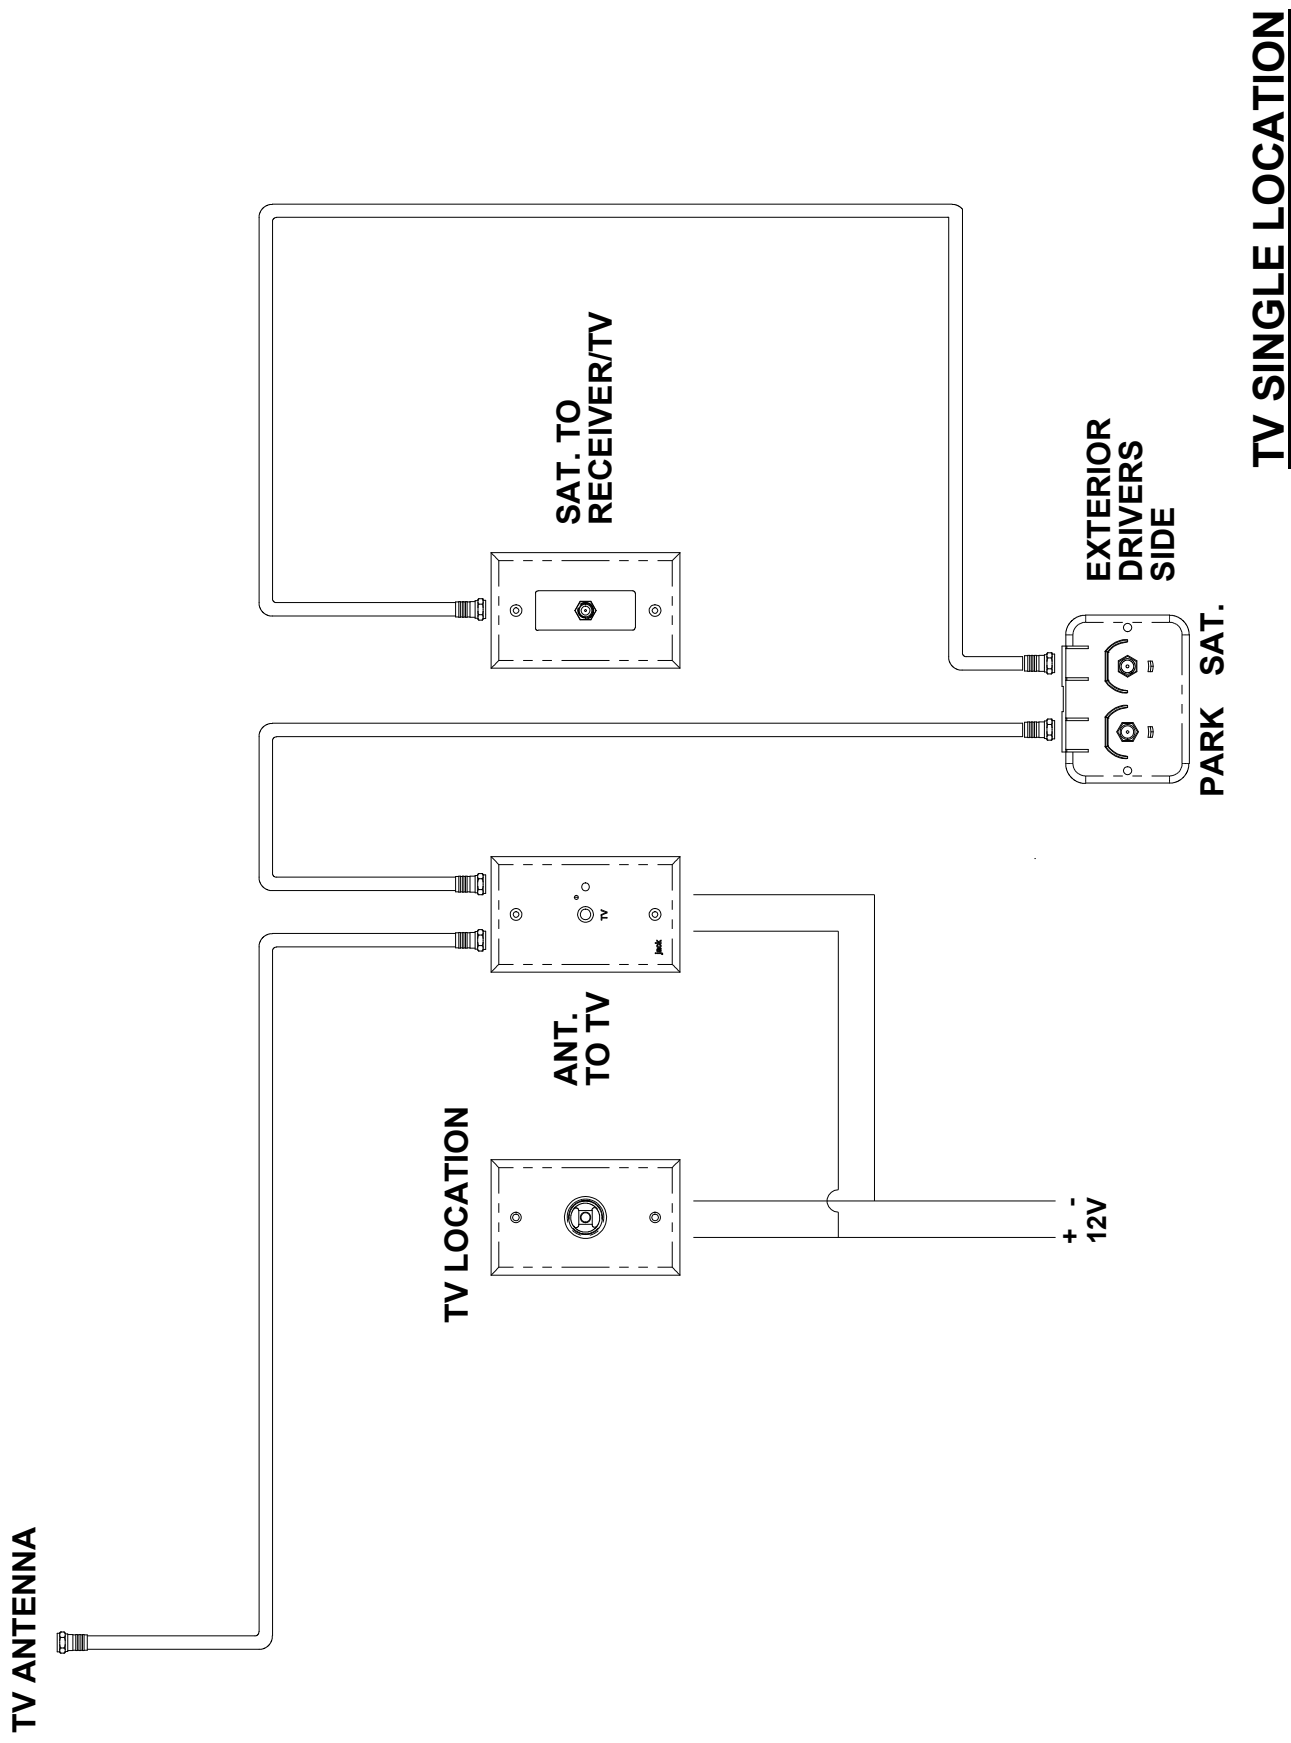 TV ANTENNA
TV LOCATION
ANT.
TO TV
jack
TV
SAT. TO
RECEIVER/TV
+ -
12V
EXTERIOR
DRIVERS
SIDE
PARK SAT.
TV SINGLE LOCATION